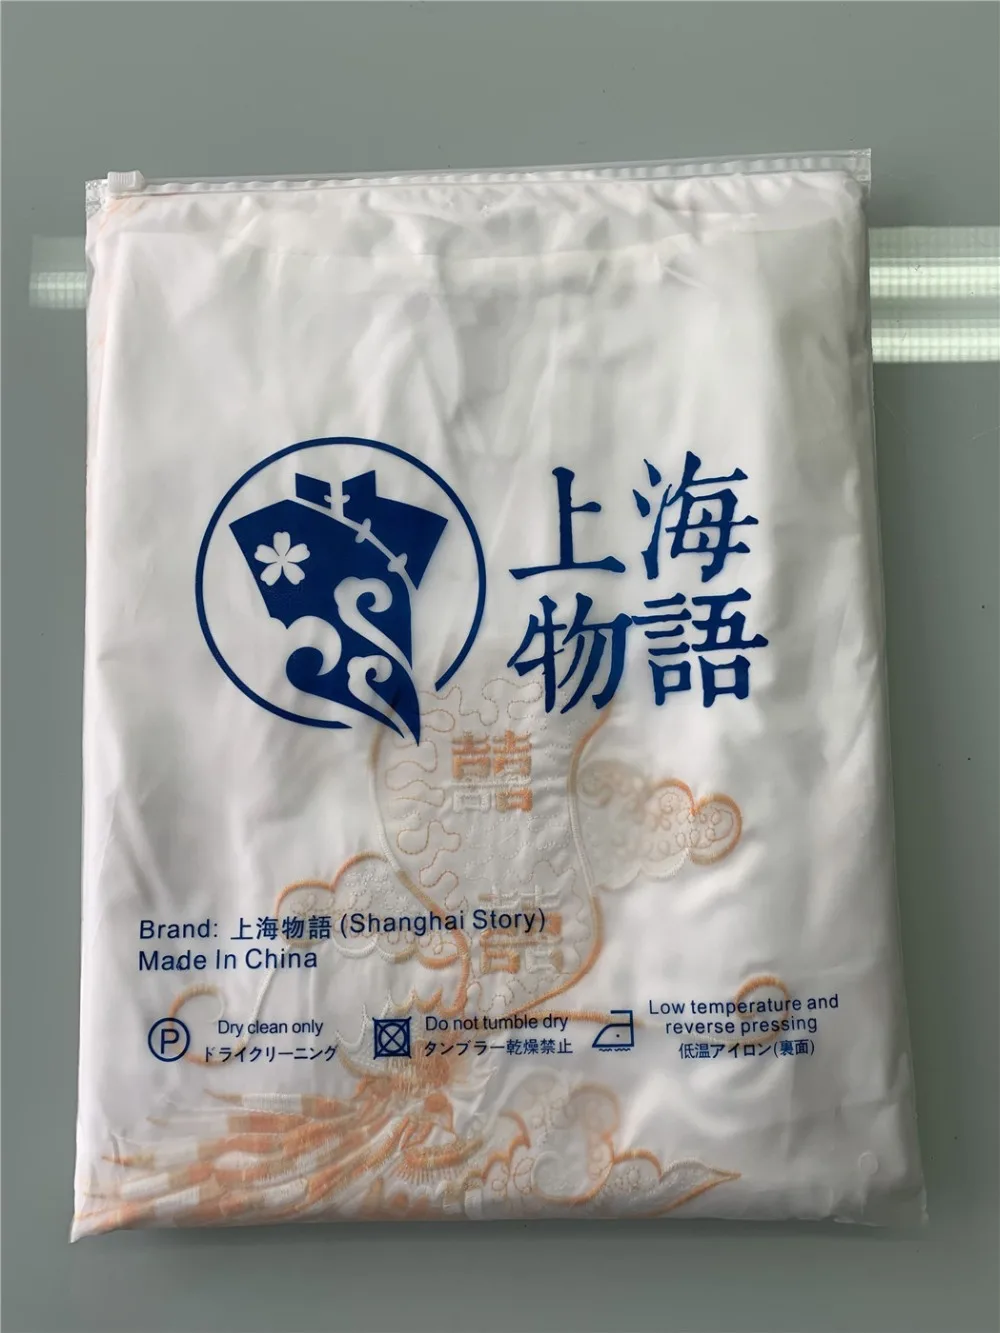 上海
物語
囍
囍
Brand: 上海物語 (Shanghai Story)
Made In China
P
Dry clean only
ドライクリーニング
Do not tumble dry
タンブラー乾燥禁止
Low temperature and
reverse pressing
低温アイロン(裏面)